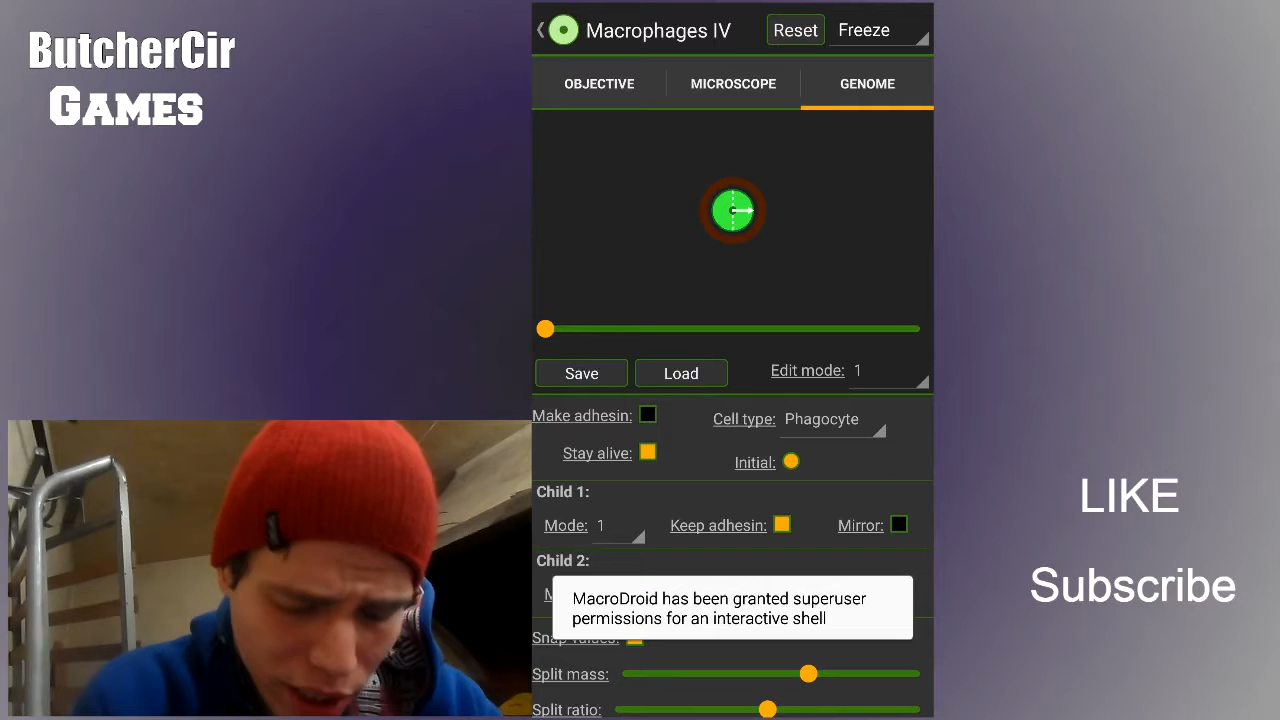 ButcherCir
GAMES
Macrophages IV
Reset
Freeze
OBJECTIVE
MICROSCOPE
GENOME
Save
Load
Edit mode: 1
Make adhesin:
Cell type: Phagocyte
Stay alive:
Initial:
Child 1:
Mode: 1
Keep adhesin:
Mirror:
Child 2:
MacroDroid has been granted superuser
permissions for an interactive shell
Snap values:
Split mass:
Split ratio:
LIKE
Subscribe